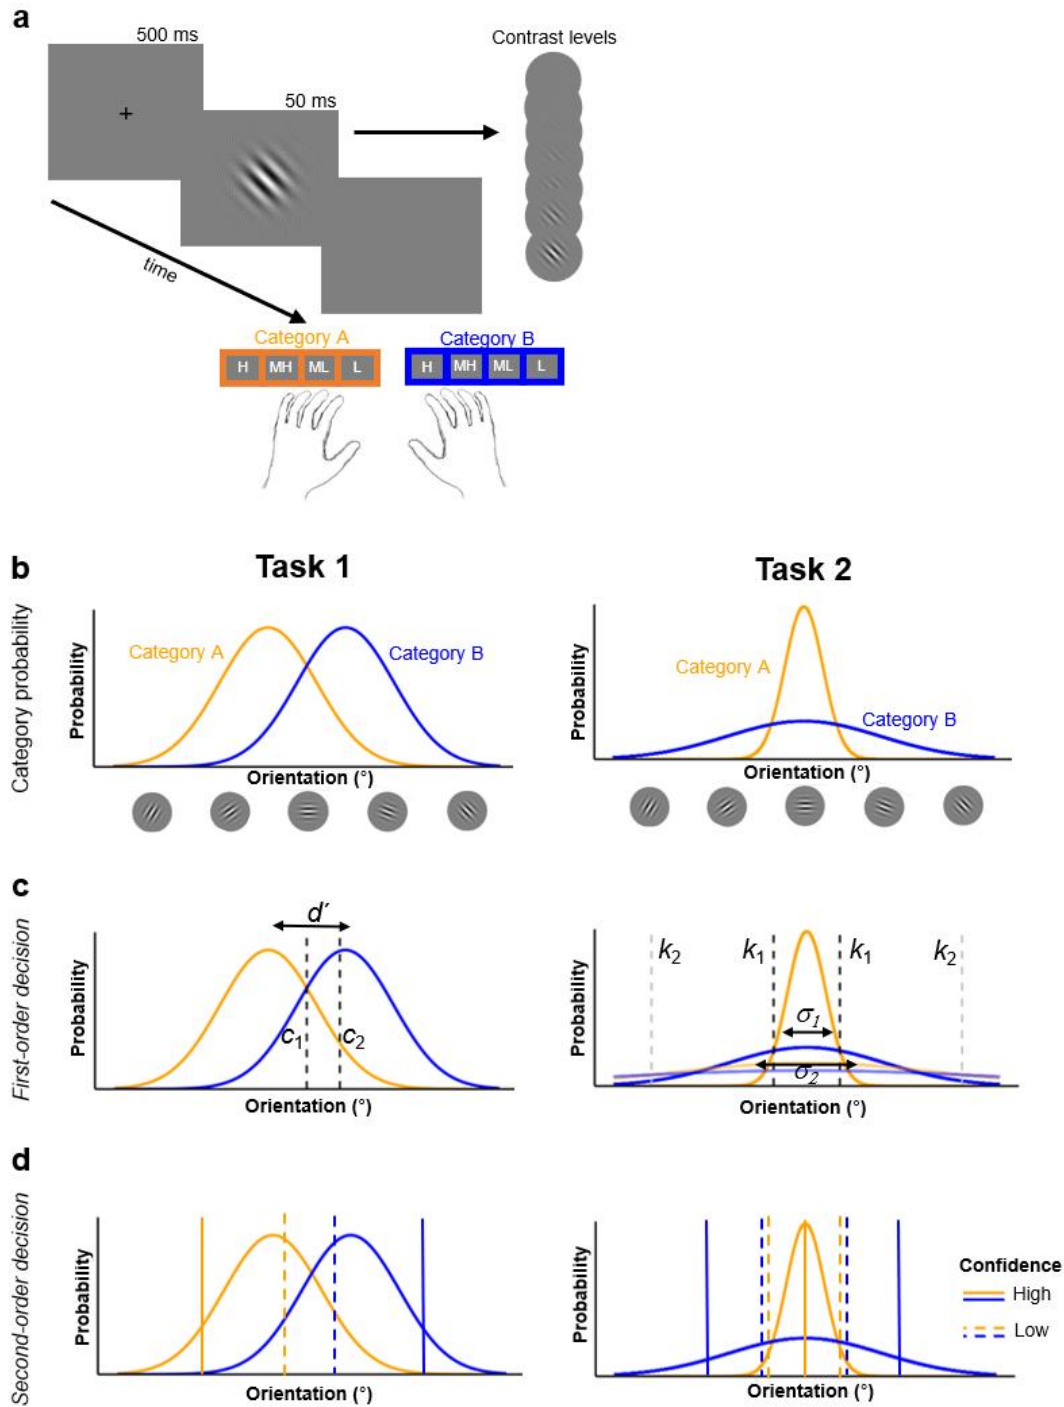 a
500 ms
Contrast levels
50 ms
+
time
Category A
Category B
H MH ML L
H MH ML L
b
Task 1
Task 2
Category probability
Probability
Category A
Category B
Orientation (°)
Probability
Category A
Category B
Orientation (°)
c
First-order decision
Probability
d′
c1
c2
Orientation (°)
Probability
k2
k1
k1
k2
σ1
σ2
Orientation (°)
d
Second-order decision
Probability
Orientation (°)
Probability
Orientation (°)
Confidence
High
Low